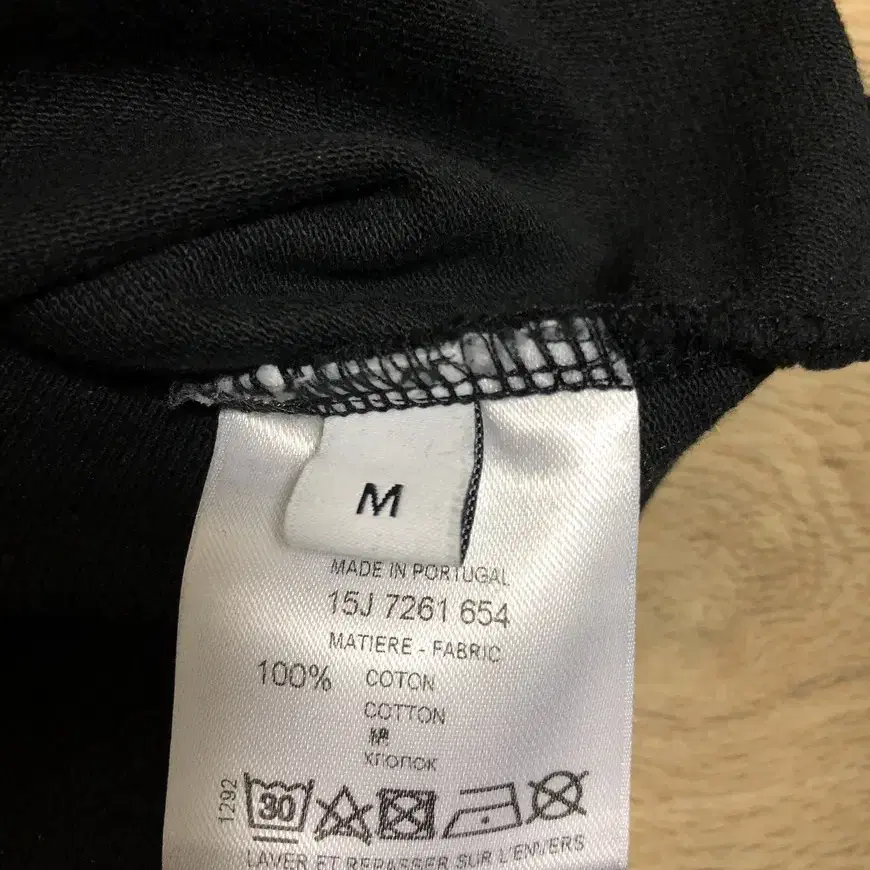 M
MADE IN PORTUGAL
15J 7261 654
MATIERE - FABRIC
100% COTON
COTTON
хлопок
1292
30
LAVER ET REPASSER SUR L'ENVERS